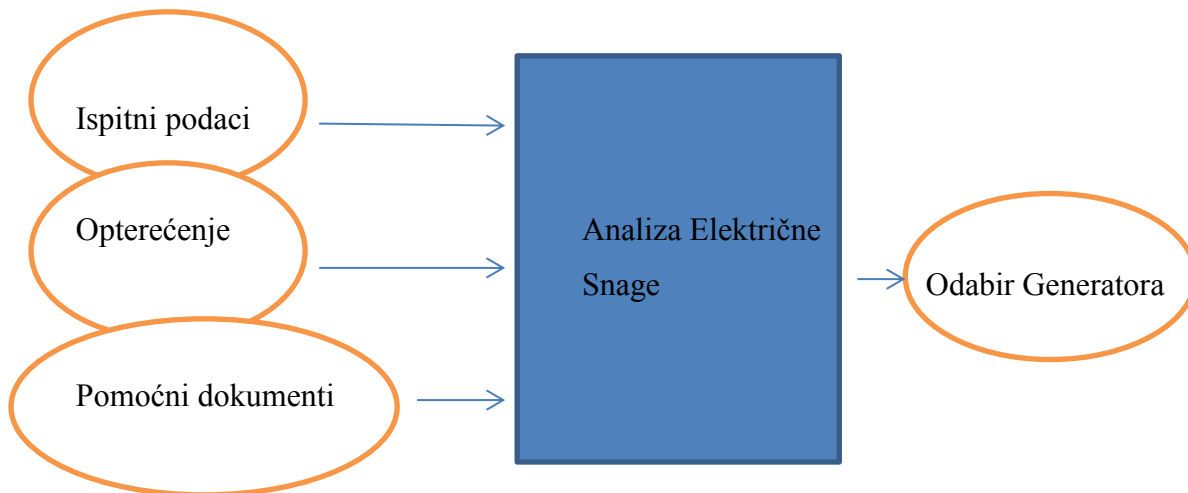 Ispitni podaci
Opterećenje
Pomoćni dokumenti
Analiza Električne
Snage
Odabir Generatora